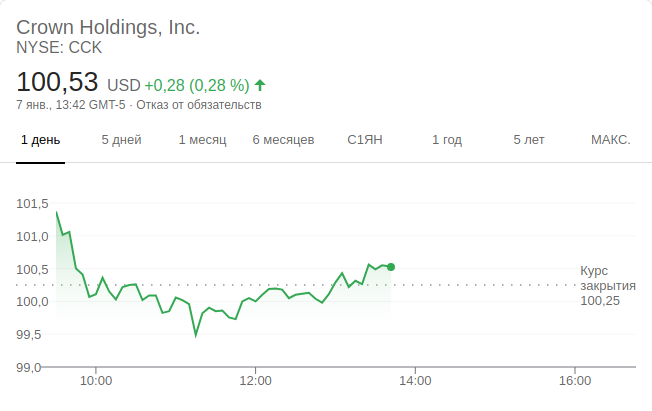 Crown Holdings, Inc.
NYSE: CCK
100,53 USD +0,28 (0,28 %)
7 янв., 13:42 GMT-5 · Отказ от обязательств
1 день 5 дней 1 месяц 6 месяцев С1ЯН 1 год 5 лет МАКС.
101,5
101,0
100,5
Курс
закрытия
100,25
100,0
99,5
99,0
10:00 12:00 14:00 16:00